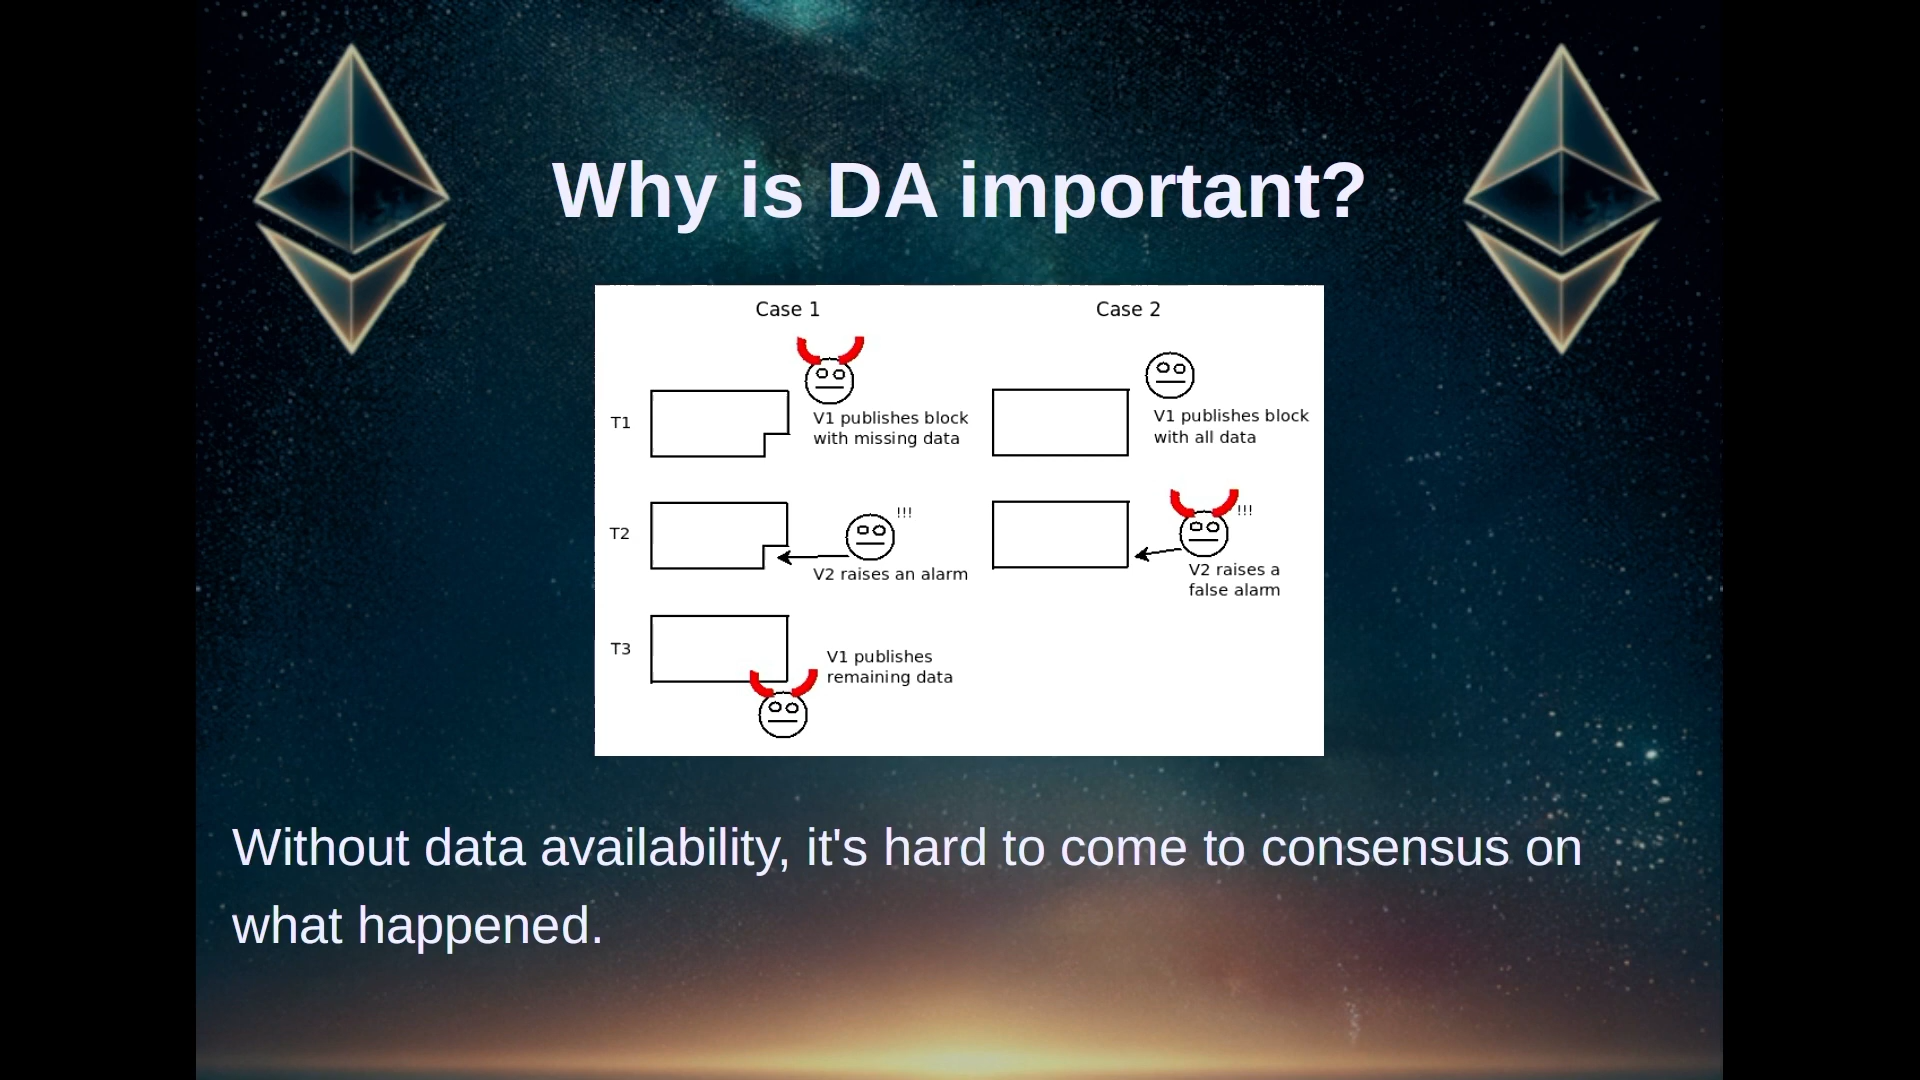 Why is DA important?
Case 1
Case 2
T1
V1 publishes block
with missing data
V1 publishes block
with all data
T2
!!!
V2 raises an alarm
!!!
V2 raises a
false alarm
T3
V1 publishes
remaining data
Without data availability, it's hard to come to consensus on
what happened.